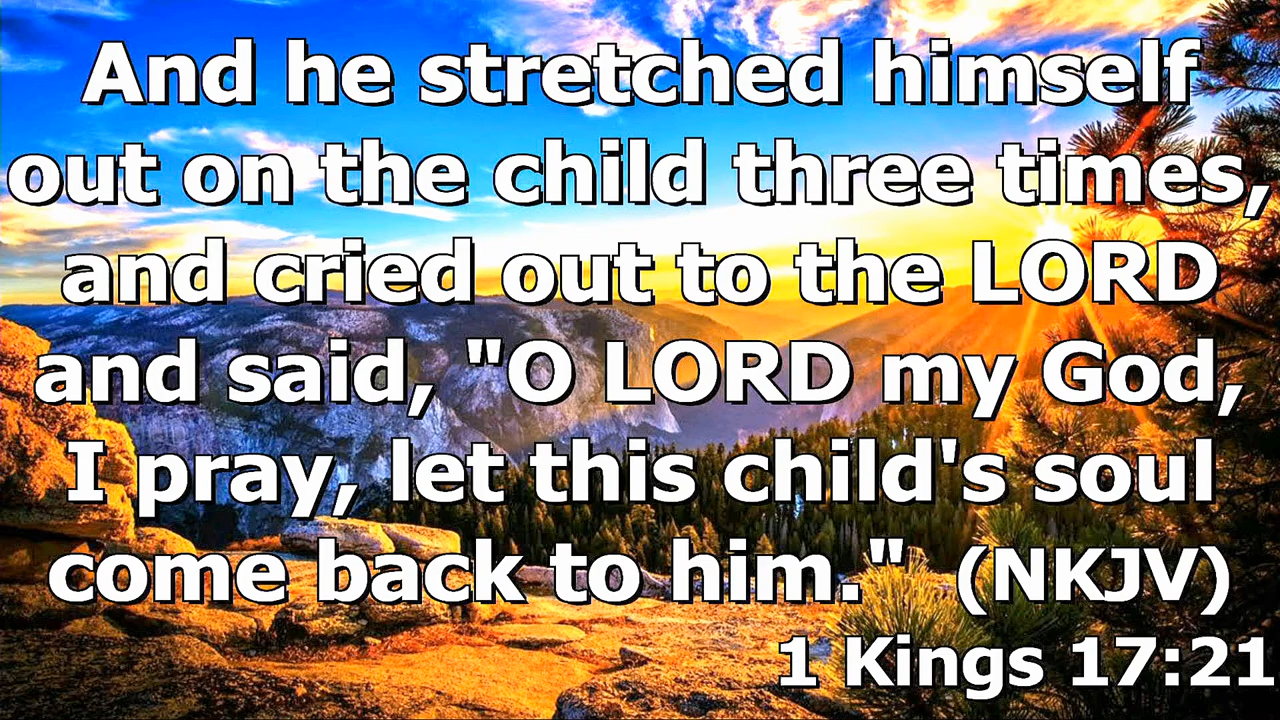 And he stretched himself
out on the child three times,
and cried out to the LORD
and said, "O LORD my God,
I pray, let this child's soul
come back to him."  (NKJV)
1 Kings 17:21